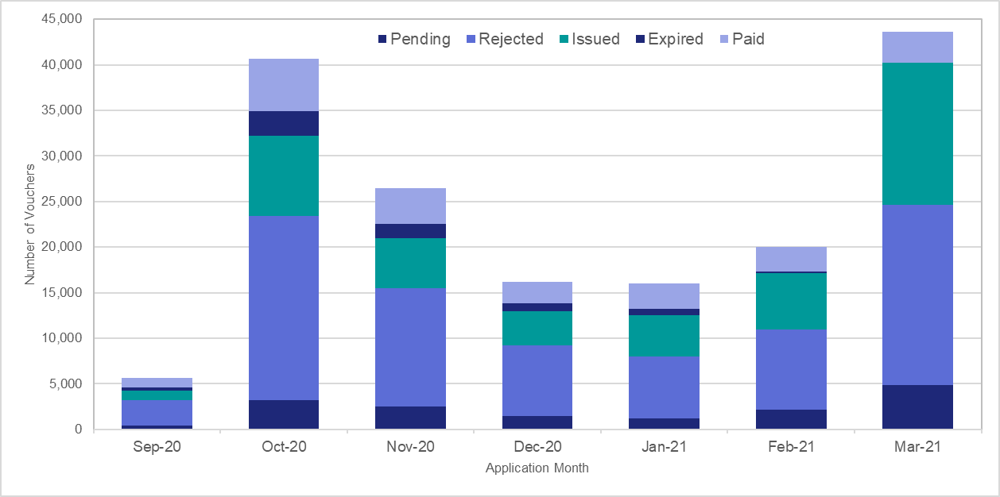 45,000
Pending Rejected Issued Expired Paid
40,000
35,000
30,000
25,000
20,000
15,000
10,000
5,000
0
Number of Vouchers
Sep-20 Oct-20 Nov-20 Dec-20 Jan-21 Feb-21 Mar-21
Application Month